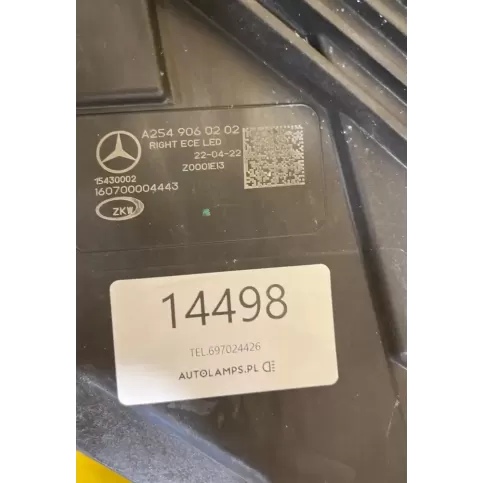 A254 906 02 02
RIGHT ECE LED
22-04-22
Z0001E13
15430002
160700004443
ZKW
14498
TEL.697024426
AUTOLAMPS.PL